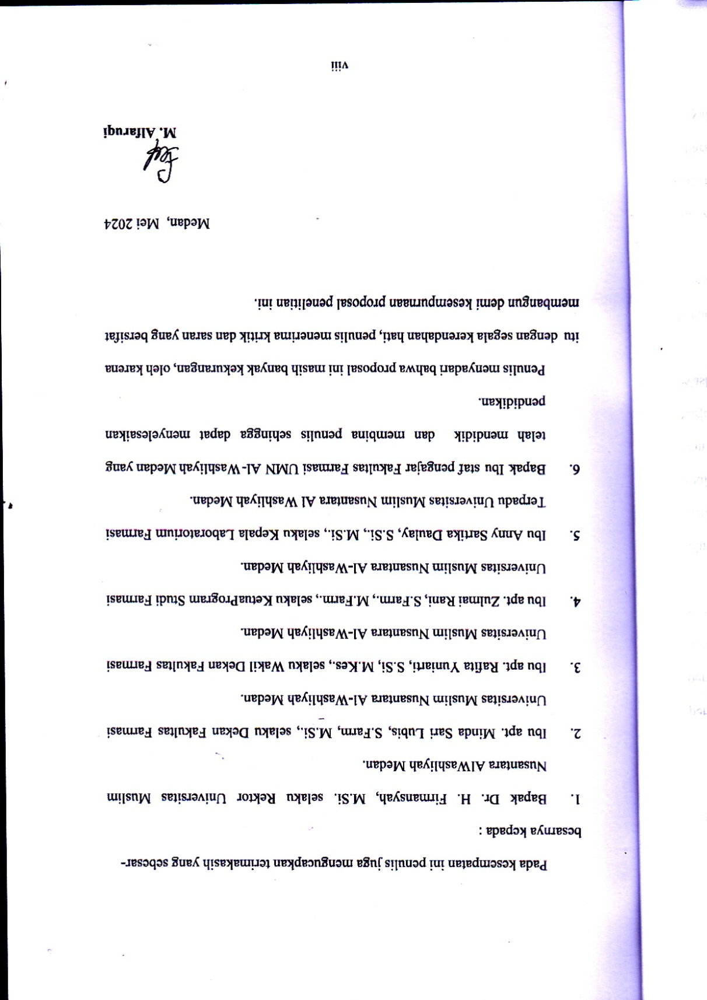 Pada kesempatan ini penulis juga mengucapkan terimakasih yang sebesar-
besarnya kepada :
1. Bapak Dr. H. Firmansyah, M.Si. selaku Rektor Universitas Muslim
Nusantara AlWashliyah Medan.
2. Ibu apt. Minda Sari Lubis, S.Farm, M.Si., selaku Dekan Fakultas Farmasi
Universitas Muslim Nusantara Al-Washliyah Medan.
3. Ibu apt. Rafita Yuniarti, S.Si, M.Kes., selaku Wakil Dekan Fakultas Farmasi
Universitas Muslim Nusantara Al-Washliyah Medan.
4. Ibu apt. Zulmai Rani, S.Farm., M.Farm., selaku KetuaProgram Studi Farmasi
Universitas Muslim Nusantara Al-Washliyah Medan.
5. Ibu Anny Sartika Daulay, S.Si., M.Si., selaku Kepala Laboratorium Farmasi
Terpadu Universitas Muslim Nusantara Al Washliyah Medan.
6. Bapak Ibu staf pengajar Fakultas Farmasi UMN Al-Washliyah Medan yang
telah mendidik dan membina penulis sehingga dapat menyelesaikan
pendidikan.
Penulis menyadari bahwa proposal ini masih banyak kekurangan, oleh karena
itu dengan segala kerendahan hati, penulis menerima kritik dan saran yang bersifat
membangun demi kesempurnaan proposal penelitian ini.
Medan, Mei 2024
M. Alfaruqi
viii